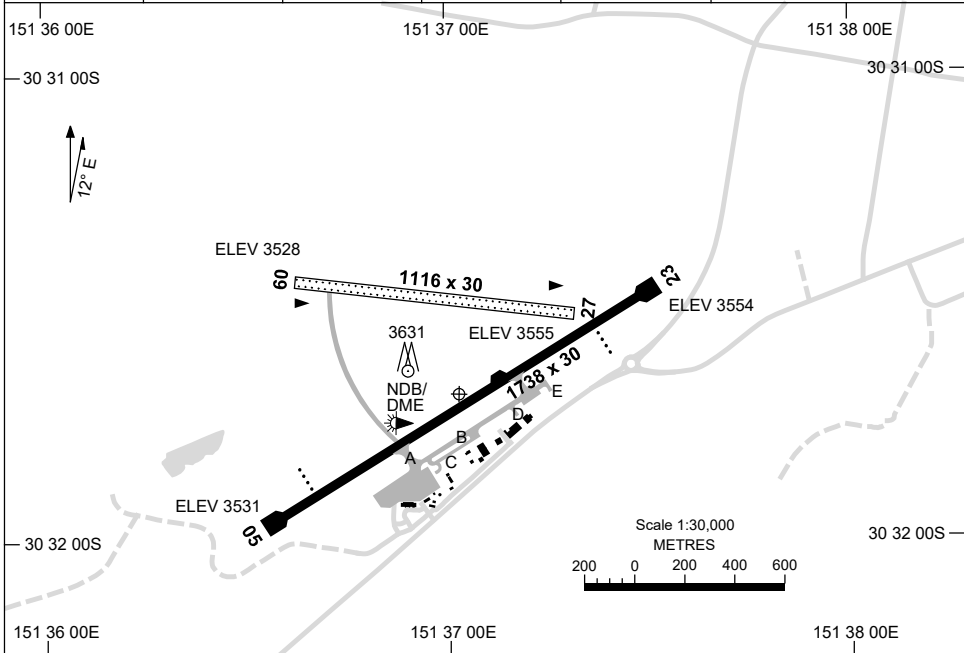 151 36 00E
151 37 00E
151 38 00E
30 31 00S
30 31 00S
12° E
ELEV 3528
09
1116 x 30
27
23
ELEV 3554
ELEV 3555
3631
NDB/
DME
1738 x 30
E
D
B
A
C
ELEV 3531
05
30 32 00S
30 32 00S
Scale 1:30,000
METRES
200 0 200 400 600
151 36 00E
151 37 00E
151 38 00E